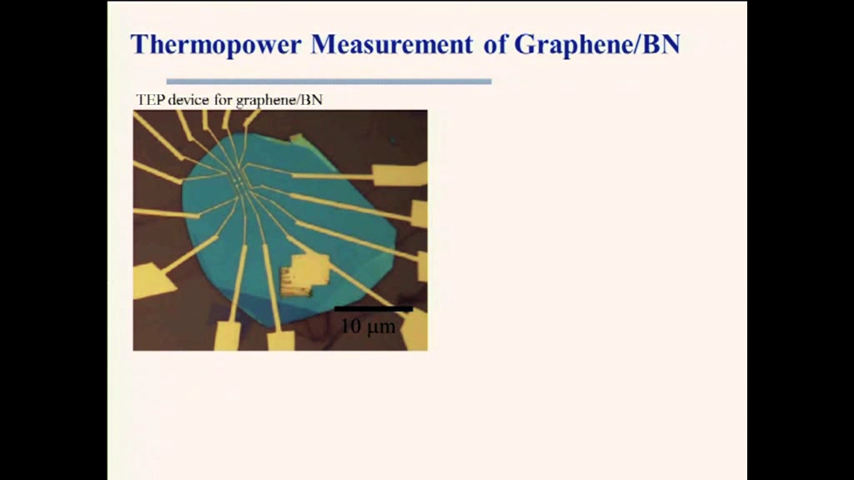 Thermopower Measurement of Graphene/BN
TEP device for graphene/BN
10 μm